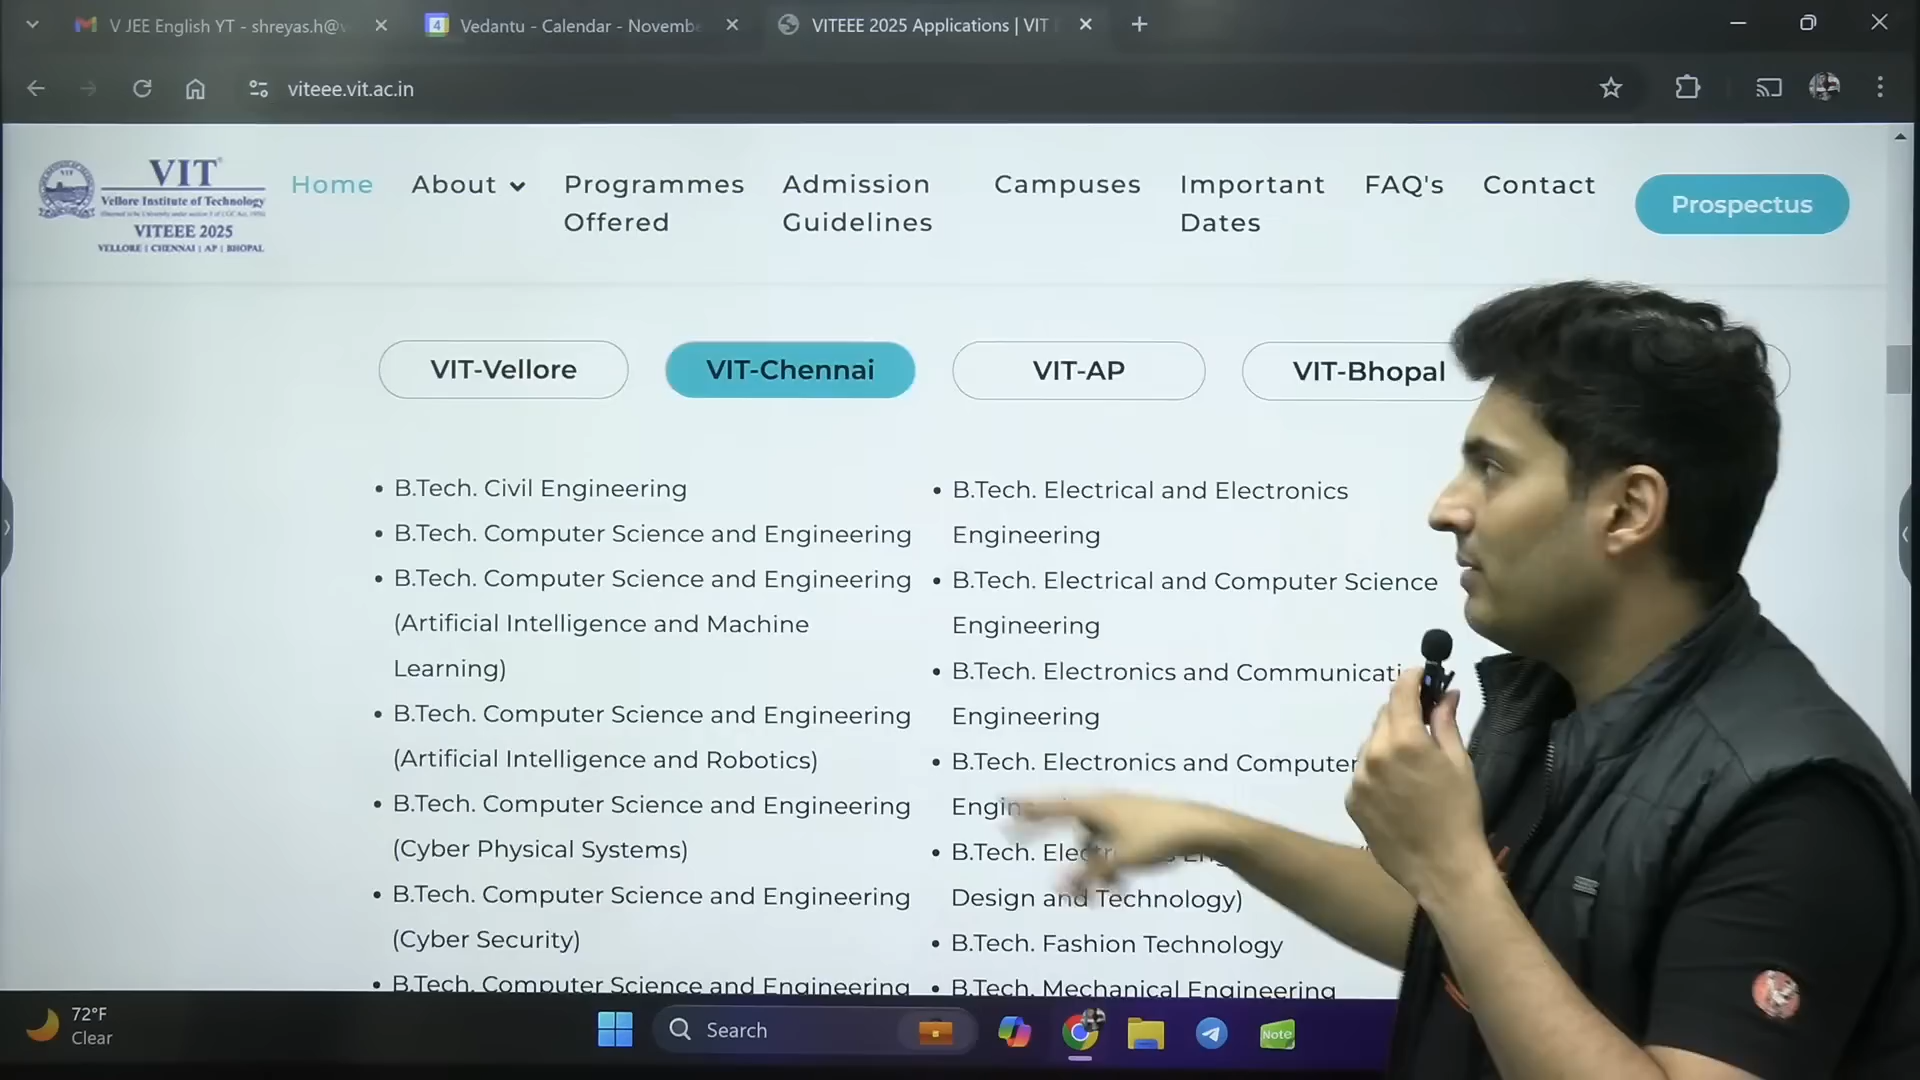 V JEE English YT - shreyas.h@v
Vedantu - Calendar - Novemb
VITEEE 2025 Applications | VIT
viteee.vit.ac.in
VIT
Vellore Institute of Technology
VITEEE 2025
VELLORE | CHENNAI | AP | BHOPAL
Home
About
Programmes
Offered
Admission
Guidelines
Campuses
Important
Dates
FAQ's
Contact
Prospectus
VIT-Vellore
VIT-Chennai
VIT-AP
VIT-Bhopal
• B.Tech. Civil Engineering
• B.Tech. Computer Science and Engineering
• B.Tech. Computer Science and Engineering
(Artificial Intelligence and Machine
Learning)
• B.Tech. Computer Science and Engineering
(Artificial Intelligence and Robotics)
• B.Tech. Computer Science and Engineering
(Cyber Physical Systems)
• B.Tech. Computer Science and Engineering
(Cyber Security)
• B.Tech. Computer Science and Engineering
• B.Tech. Electrical and Electronics
Engineering
• B.Tech. Electrical and Computer Science
Engineering
• B.Tech. Electronics and Communicati
Engineering
• B.Tech. Electronics and Computer
Engin
• B.Tech.
Design and Technology)
• B.Tech. Fashion Technology
• B.Tech. Mechanical Engineering
72°F
Clear
Search
Note